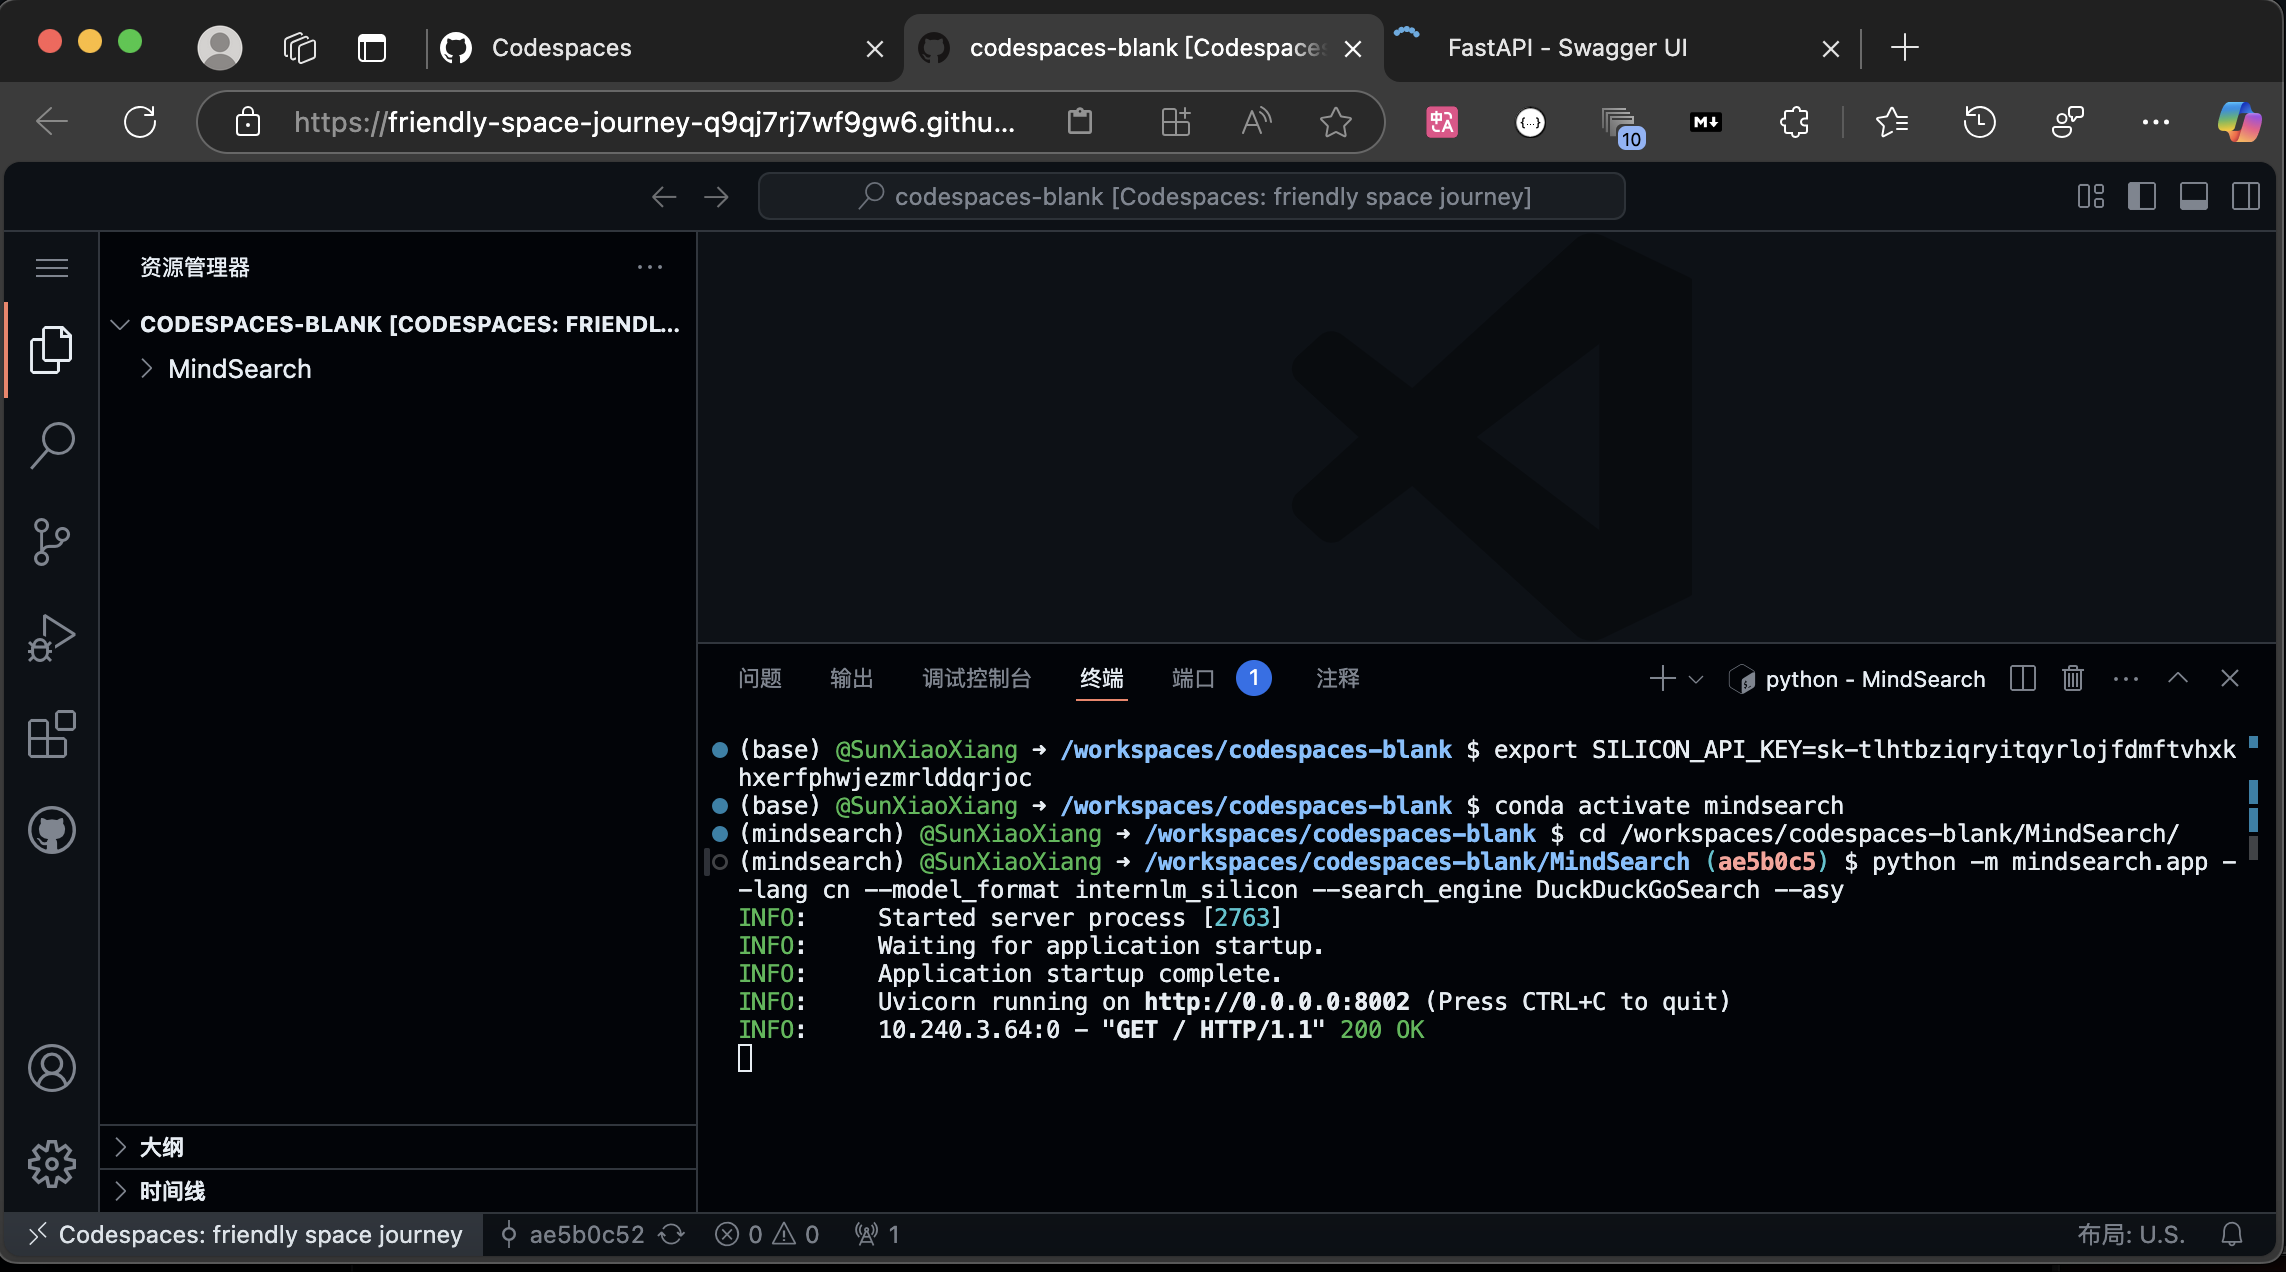 Codespaces
codespaces-blank [Codespaces
FastAPI - Swagger UI
https://friendly-space-journey-q9qj7rj7wf9gw6.githu...
10
codespaces-blank [Codespaces: friendly space journey]
资源管理器
CODESPACES-BLANK [CODESPACES: FRIENDL...
MindSearch
问题 输出 调试控制台 终端 端口 1 注释
python - MindSearch
(base) @SunXiaoXiang ➜ /workspaces/codespaces-blank $ export SILICON_API_KEY=sk-tlhtbziqryitqyrlojfdmftvhxk
hxerfphwjezmrlddqrjoc
(base) @SunXiaoXiang ➜ /workspaces/codespaces-blank $ conda activate mindsearch
(mindsearch) @SunXiaoXiang ➜ /workspaces/codespaces-blank $ cd /workspaces/codespaces-blank/MindSearch/
(mindsearch) @SunXiaoXiang ➜ /workspaces/codespaces-blank/MindSearch (ae5b0c5) $ python -m mindsearch.app -
-lang cn --model_format internlm_silicon --search_engine DuckDuckGoSearch --asy
INFO: Started server process [2763]
INFO: Waiting for application startup.
INFO: Application startup complete.
INFO: Uvicorn running on http://0.0.0.0:8002 (Press CTRL+C to quit)
INFO: 10.240.3.64:0 - "GET / HTTP/1.1" 200 OK
大纲
时间线
Codespaces: friendly space journey
ae5b0c52
0
0
1
布局: U.S.